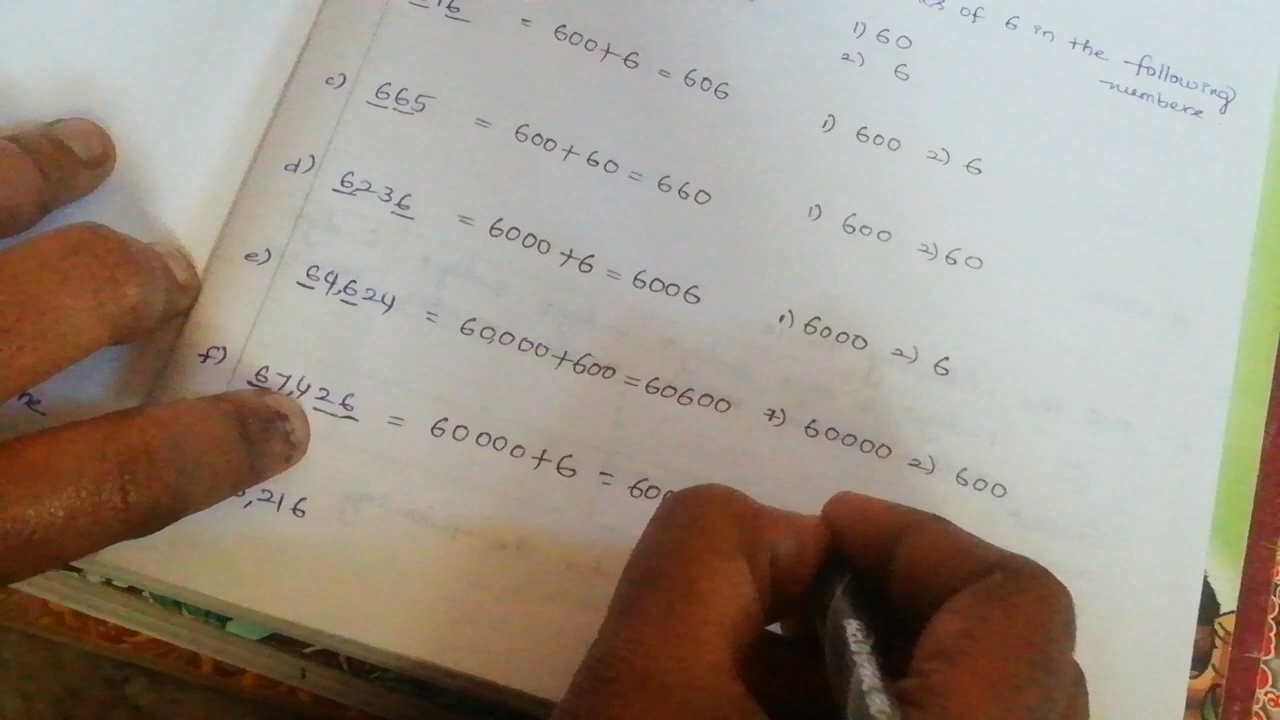 of 6 in the following
numbers
1) 60
2) 6
= 600+6 = 606 1) 600 2) 6
c) 665 = 600+60 = 660 1) 600 2) 60
d) 6236 = 6000+6 = 6006 1) 6000 2) 6
e) 64,624 = 60,000+600 = 60600 1) 60000 2) 600
f) 67,426 = 60000+6 =
,216